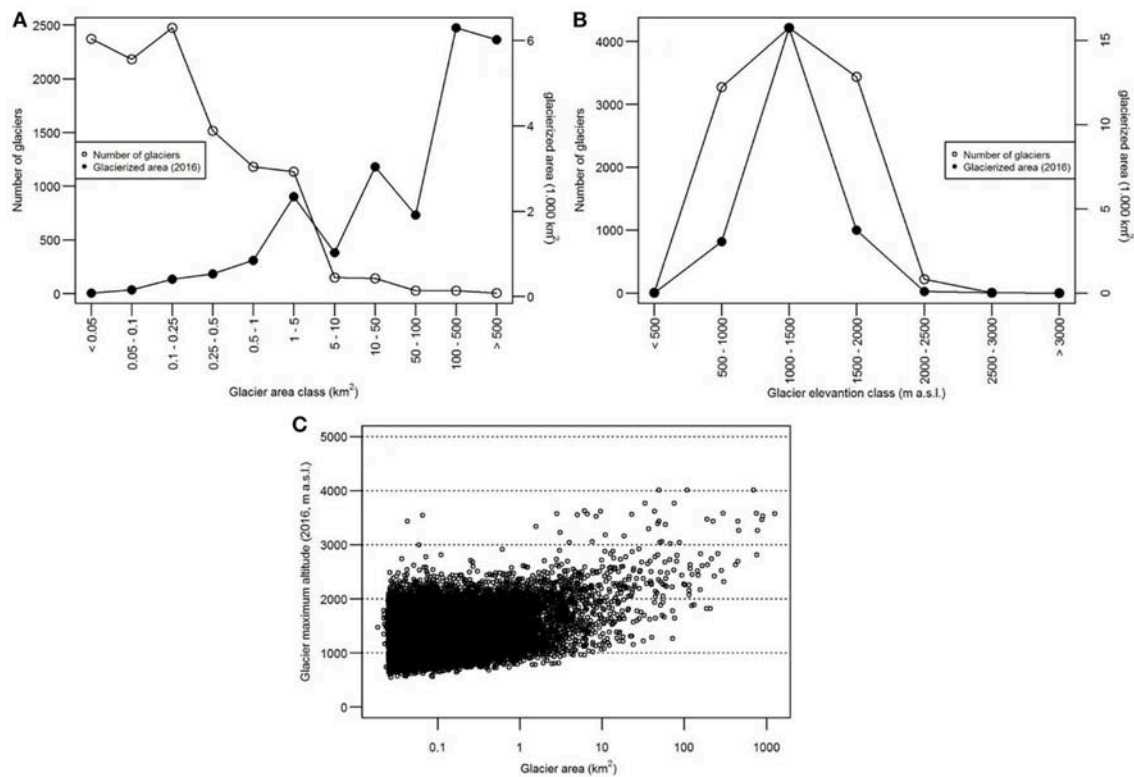 A
2500
2000
1500
1000
500
0
Number of glaciers
6
4
2
0
glacierized area (1.000 km²)
Number of glaciers
Glacierized area (2016)
< 0.05
0.05 - 0.1
0.1 - 0.25
0.25 - 0.5
0.5 - 1
1 - 5
5 - 10
10 - 50
50 - 100
100 - 500
> 500
Glacier area class (km²)
B
4000
3000
2000
1000
0
Number of glaciers
15
10
5
0
glacierized area (1.000 km²)
Number of glaciers
Glacierized area (2016)
< 500
500 - 1000
1000 - 1500
1500 - 2000
2000 - 2500
2500 - 3000
> 3000
Glacier elevantion class (m a.s.l.)
C
5000
4000
3000
2000
1000
0
Glacier maximum altitude (2016, m a.s.l.)
0.1
1
10
100
1000
Glacier area (km²)